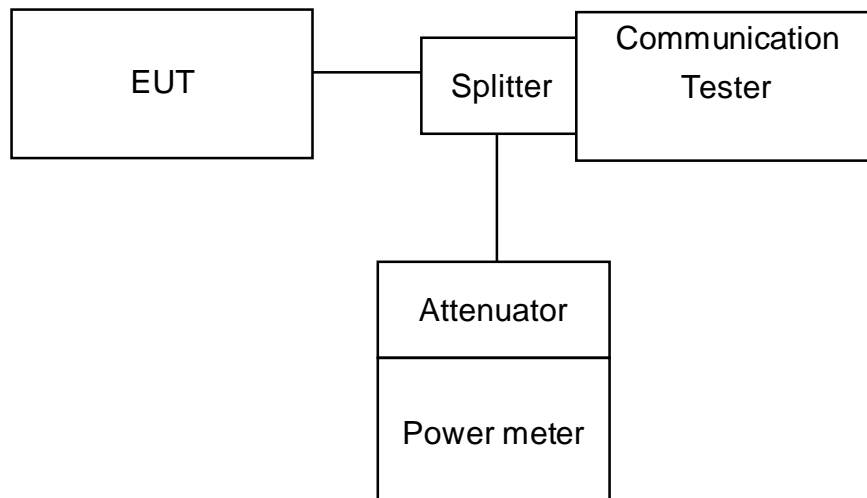 EUT
Splitter
Communication
Tester
Attenuator
Power meter